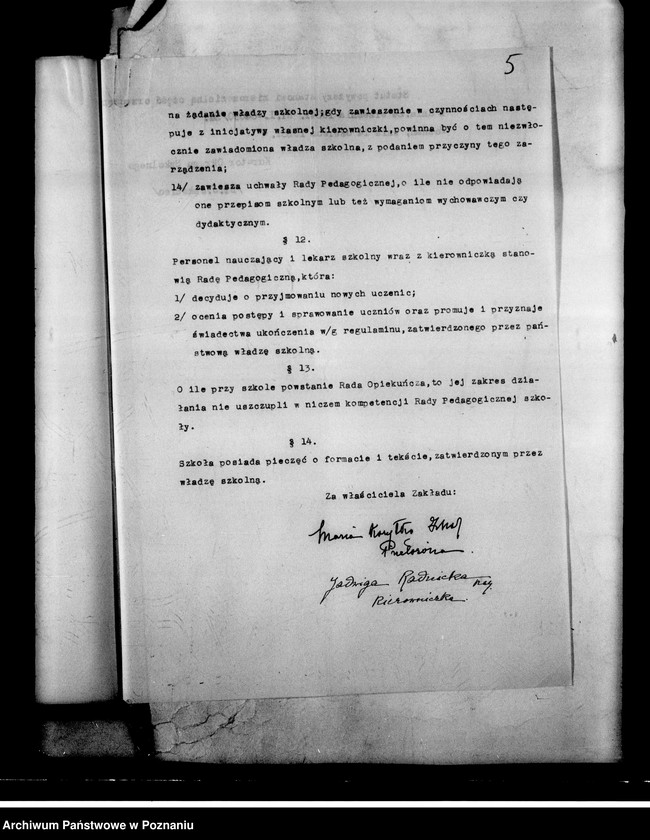 5
na żądanie władzy szkolnej;gdy zawieszenie w czynnościach nastę-
puje z inicjatywy własnej kierowniczki,powinna być o tem niezwło-
cznie zawiadomiona władza szkolna,z podaniem przyczyny tego za-
rządzenia;
14/ zawiesza uchwały Rady Pedagogicznej,o ile nie odpowiadają
one przepisom szkolnym lub też wymaganiom wychowawczym czy
dydaktycznym.
§ 12.
Personel nauczający i lekarz szkolny wraz z kierowniczką stano-
wią Radę Pedagogiczną,która:
1/ decyduje o przyjmowaniu nowych uczenic;
2/ ocenia postępy i sprawowanie uczniów oraz promuje i przyznaje
świadectwa ukończenia w/g regulaminu,zatwierdzonego przez pań-
stwową władzę szkolną.
§ 13.
O ile przy szkole powstanie Rada Opiekuńcza,to jej zakres dzia-
łania nie uszczupli w niczem kompetencji Rady Pedagogicznej szko-
ły.
§ 14.
Szkoła posiada pieczęć o formacie i tekście,zatwierdzonym przez
władzę szkolną.
Za właściciela Zakładu:
Maria
Jadwiga Radnicka
Kierowniczka.
Archiwum Państwowe w Poznaniu